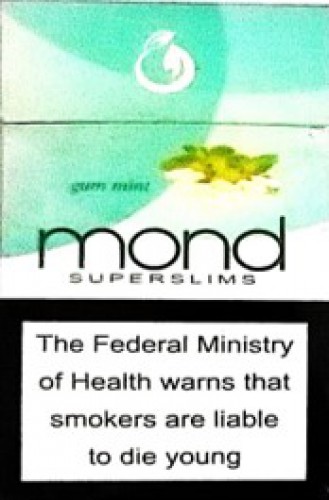 gum mint
mond
SUPERSLIMS
The Federal Ministry
of Health warns that
smokers are liable
to die young